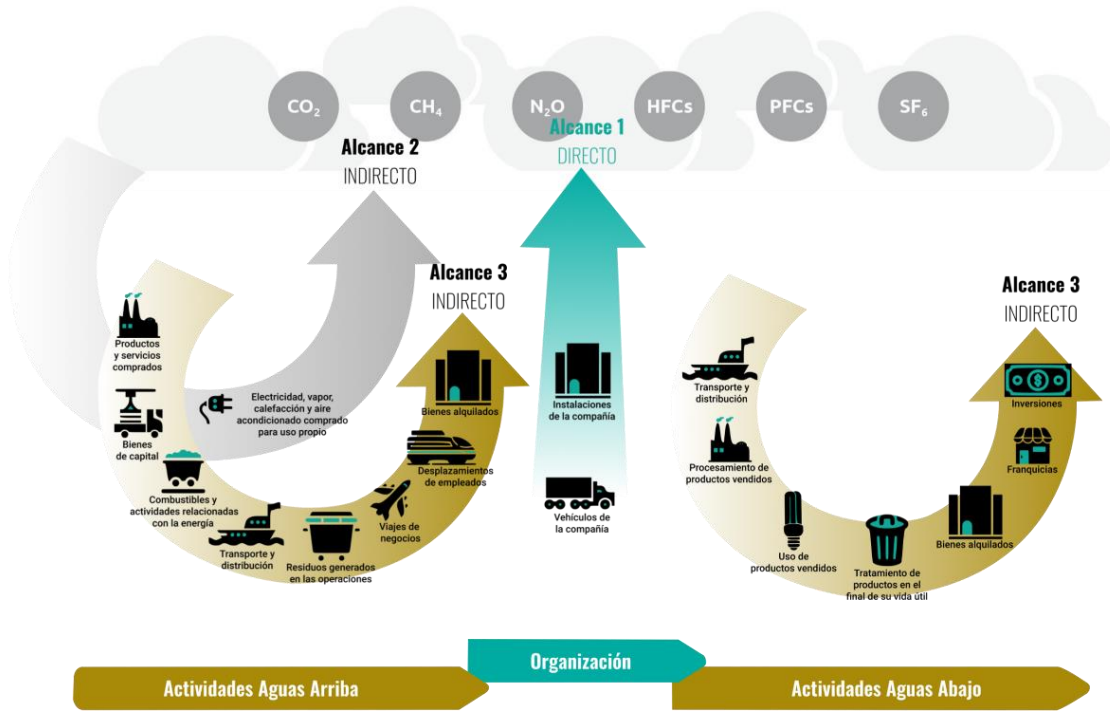 CO₂
CH₄
N₂O
HFCs
PFCs
SF₆
Alcance 1
DIRECTO
Alcance 2
INDIRECTO
Alcance 3
INDIRECTO
Alcance 3
INDIRECTO
Productos
y servicios
comprados
Bienes
de capital
Combustibles y
actividades relacionadas
con la energía
Transporte y
distribución
Residuos generados
en las operaciones
Viajes de
negocios
Desplazamientos
de empleados
Bienes alquilados
Electricidad, vapor,
calefacción y aire
acondicionado comprado
para uso propio
Instalaciones
de la compañía
Vehículos de
la compañía
Transporte y
distribución
Procesamiento de
productos vendidos
Uso de
productos vendidos
Tratamiento de
productos en el
final de su vida útil
Bienes alquilados
Franquicias
Inversiones
Actividades Aguas Arriba
Organización
Actividades Aguas Abajo